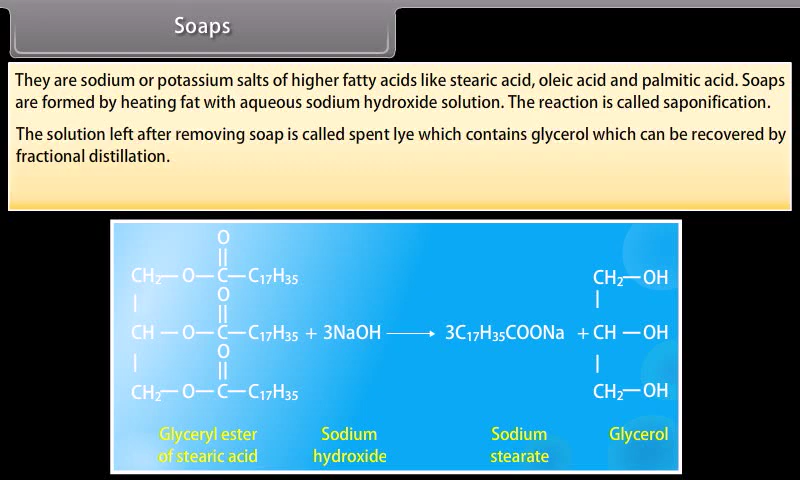 Soaps
They are sodium or potassium salts of higher fatty acids like stearic acid, oleic acid and palmitic acid. Soaps
are formed by heating fat with aqueous sodium hydroxide solution. The reaction is called saponification.
The solution left after removing soap is called spent lye which contains glycerol which can be recovered by
fractional distillation.
O
||
CH₂—O—C—C₁₇H₃₅ CH₂—OH
| O |
||
CH —O—C—C₁₇H₃₅ + 3NaOH ⟶ 3C₁₇H₃₅COONa + CH —OH
| O |
||
CH₂—O—C—C₁₇H₃₅ CH₂—OH
Glyceryl ester Sodium Sodium Glycerol
of stearic acid hydroxide stearate